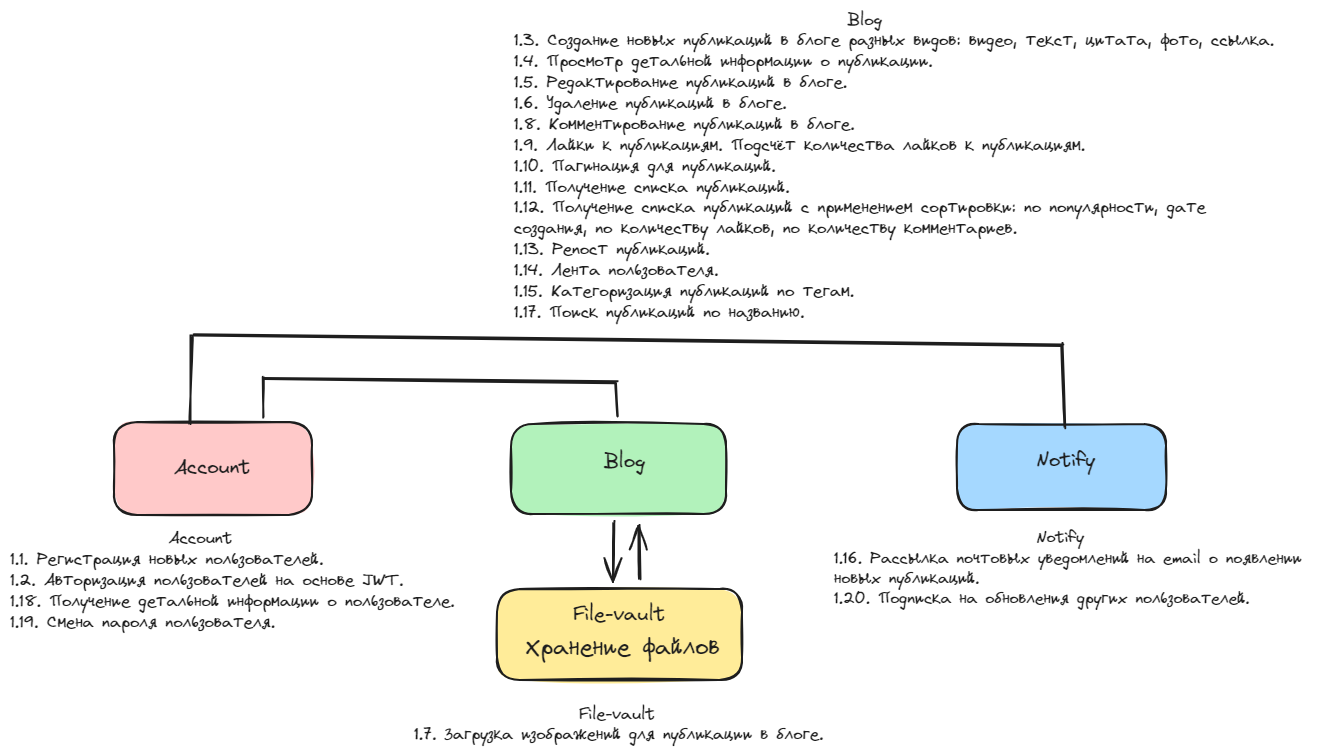 Blog
1.3. Создание новых публикаций в блоге разных видов: видео, текст, цитата, фото, ссылка.
1.4. Просмотр детальной информации о публикации.
1.5. Редактирование публикаций в блоге.
1.6. Удаление публикаций в блоге.
1.8. Комментирование публикаций в блоге.
1.9. Лайки к публикациям. Подсчёт количества лайков к публикациям.
1.10. Пагинация для публикаций.
1.11. Получение списка публикаций.
1.12. Получение списка публикаций с применением сортировки: по популярности, дате
создания, по количеству лайков, по количеству комментариев.
1.13. Репост публикаций.
1.14. Лента пользователя.
1.15. Категоризация публикаций по тегам.
1.17. Поиск публикаций по названию.
Account
Blog
Notify
Account
1.1. Регистрация новых пользователей.
1.2. Авторизация пользователей на основе JWT.
1.18. Получение детальной информации о пользователе.
1.19. Смена пароля пользователя.
Notify
1.16. Рассылка почтовых уведомлений на email о появлении
новых публикаций.
1.20. Подписка на обновления других пользователей.
File-vault
Хранение файлов
File-vault
1.7. Загрузка изображений для публикации в блоге.